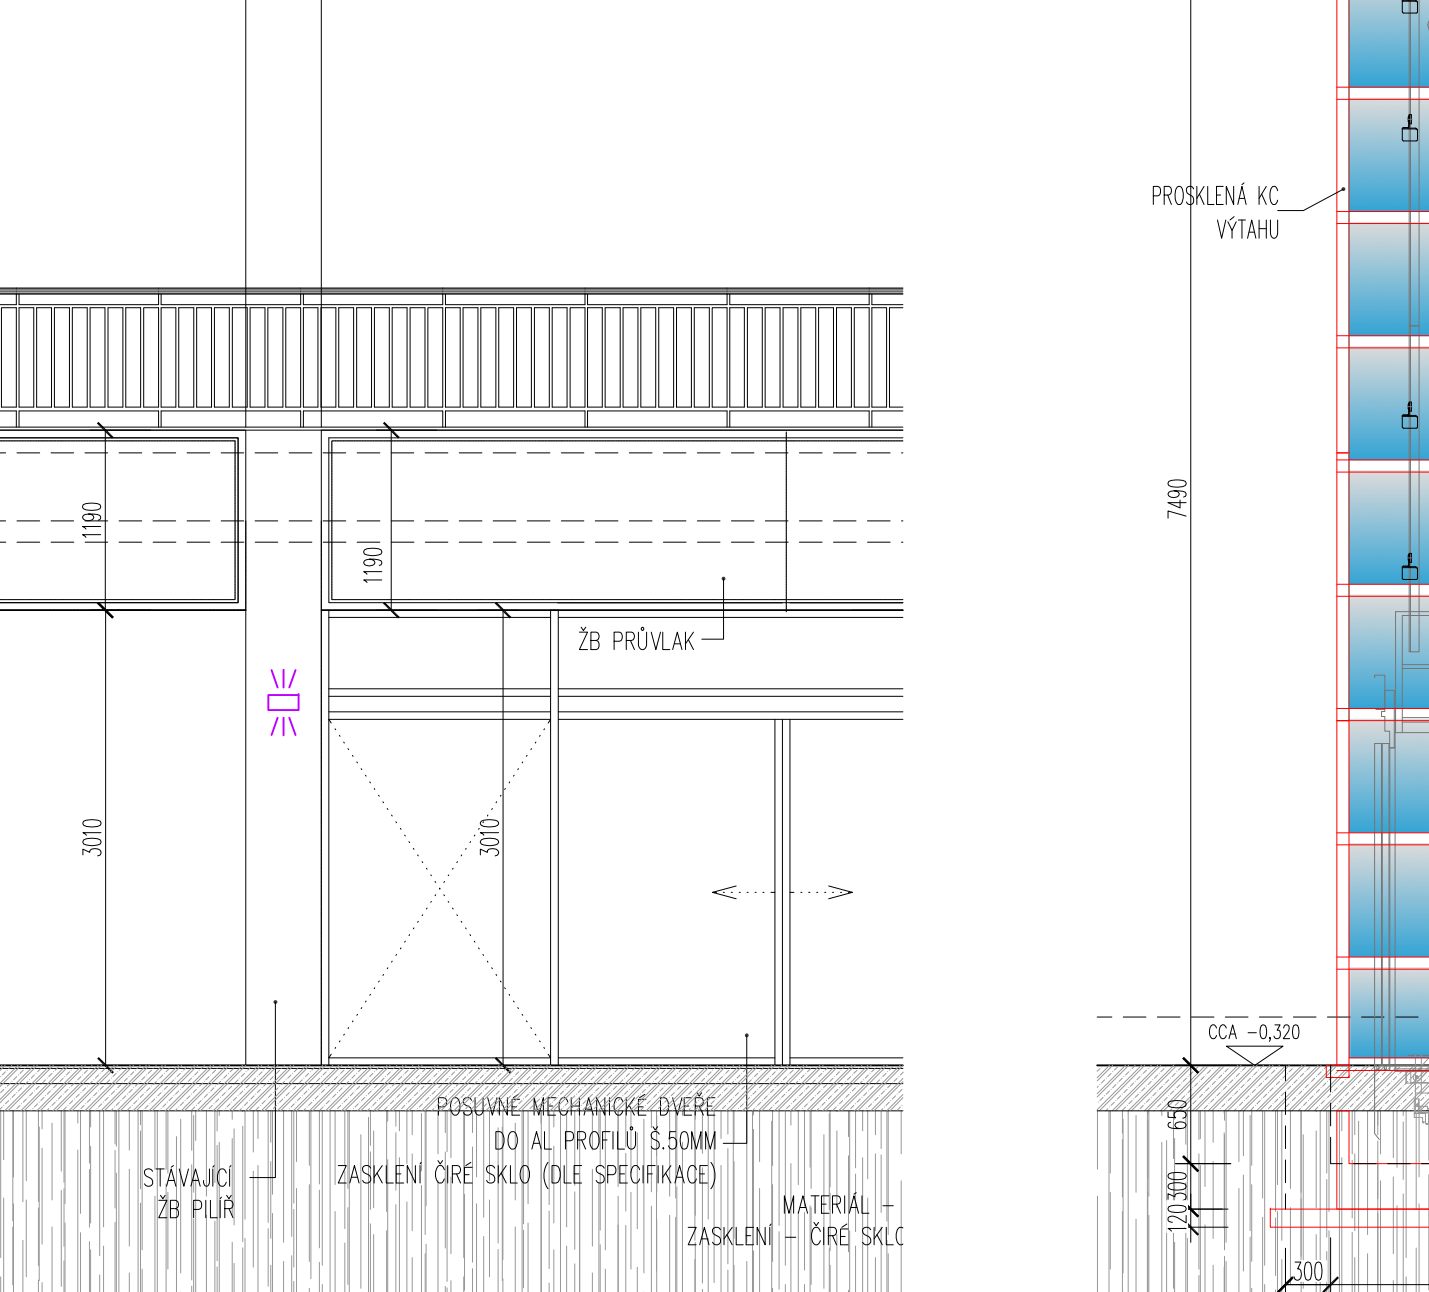 PROSKLENÁ KC
VÝTAHU
7490
1190
1190
ŽB PRŮVLAK
3010
3010
CCA -0,320
POSUVNÉ MECHANICKÉ DVEŘE
DO AL PROFILŮ Š.50MM
ZASKLENÍ ČIRÉ SKLO (DLE SPECIFIKACE)
STÁVAJÍCÍ
ŽB PILÍŘ
MATERIÁL -
ZASKLENÍ - ČIRÉ SKLO
650
300
120
300